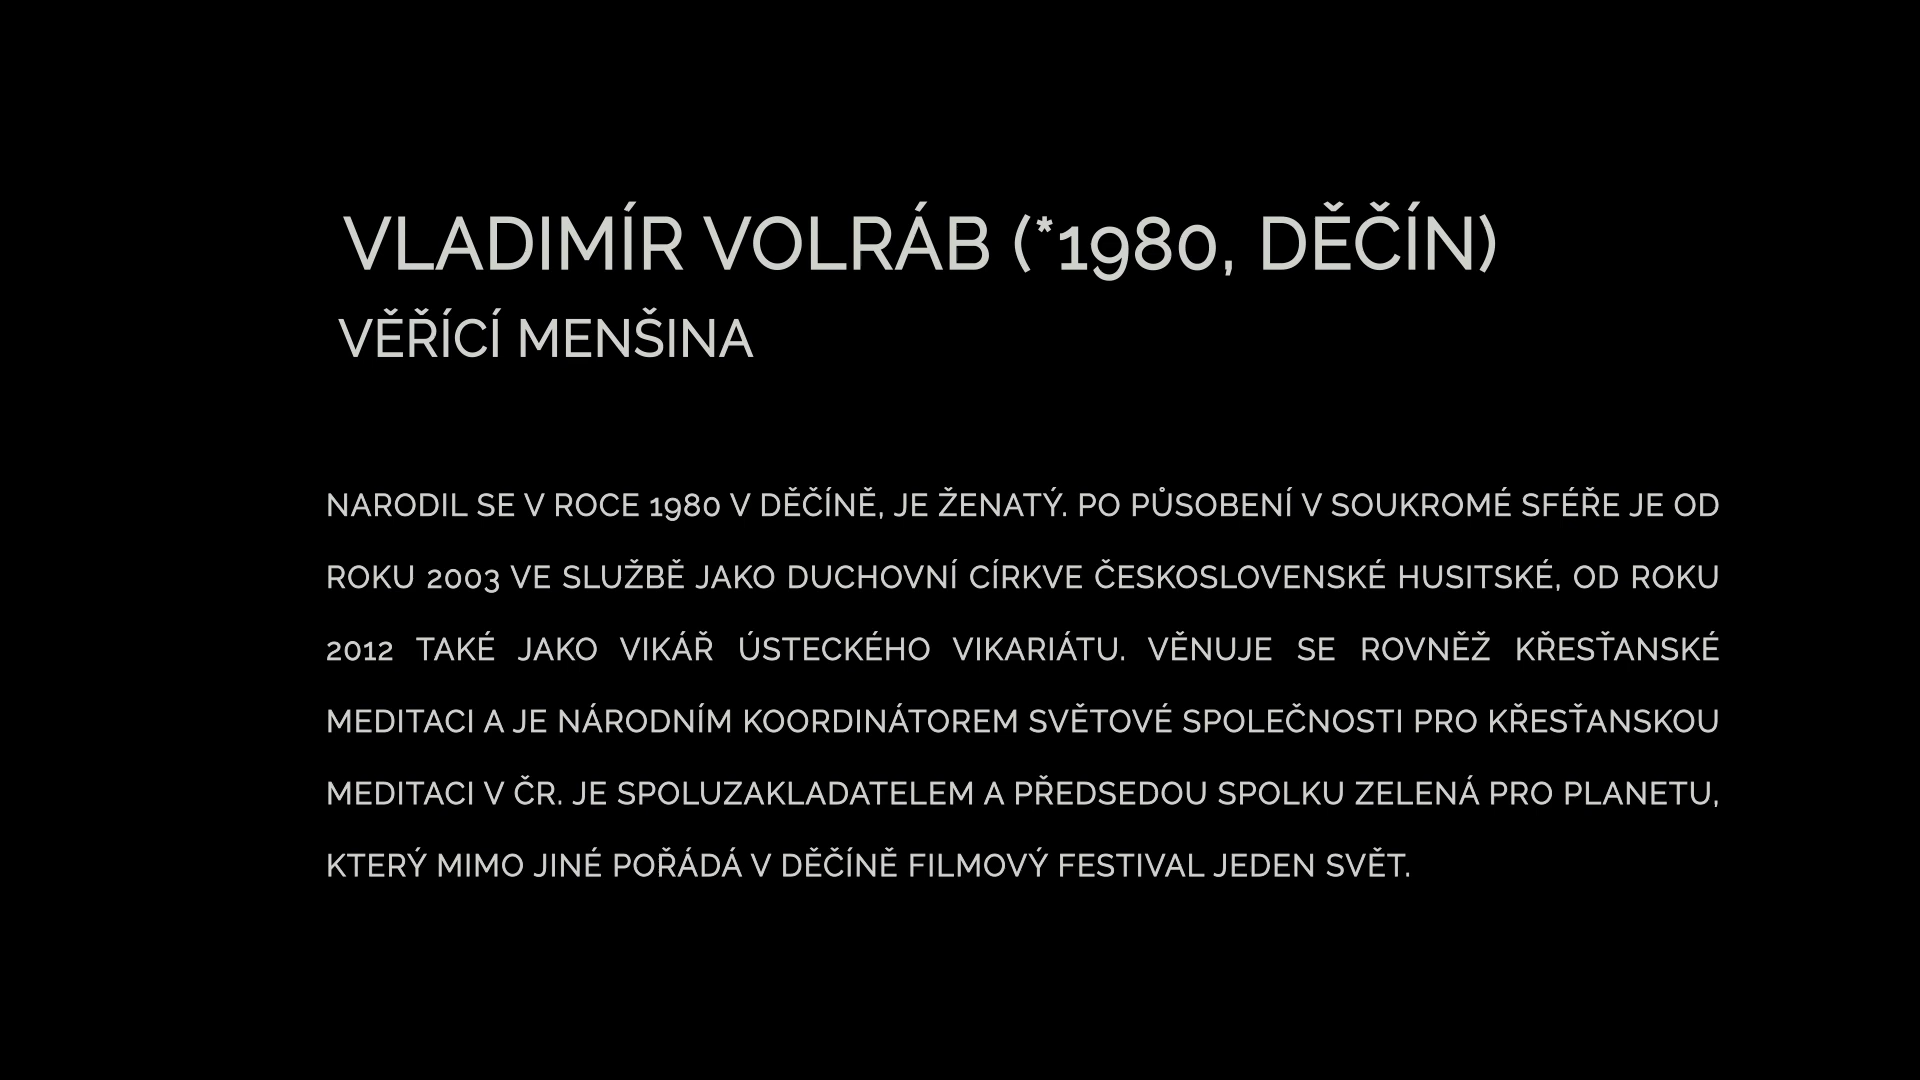 VLADIMÍR VOLRÁB (*1980, DĚČÍN)
VĚŘÍCÍ MENŠINA
NARODIL SE V ROCE 1980 V DĚČÍNĚ, JE ŽENATÝ. PO PŮSOBENÍ V SOUKROMÉ SFÉŘE JE OD
ROKU 2003 VE SLUŽBĚ JAKO DUCHOVNÍ CÍRKVE ČESKOSLOVENSKÉ HUSITSKÉ, OD ROKU
2012 TAKÉ JAKO VIKÁŘ ÚSTECKÉHO VIKARIÁTU. VĚNUJE SE ROVNĚŽ KŘESŤANSKÉ
MEDITACI A JE NÁRODNÍM KOORDINÁTOREM SVĚTOVÉ SPOLEČNOSTI PRO KŘESŤANSKOU
MEDITACI V ČR. JE SPOLUZAKLADATELEM A PŘEDSEDOU SPOLKU ZELENÁ PRO PLANETU,
KTERÝ MIMO JINÉ POŘÁDÁ V DĚČÍNĚ FILMOVÝ FESTIVAL JEDEN SVĚT.